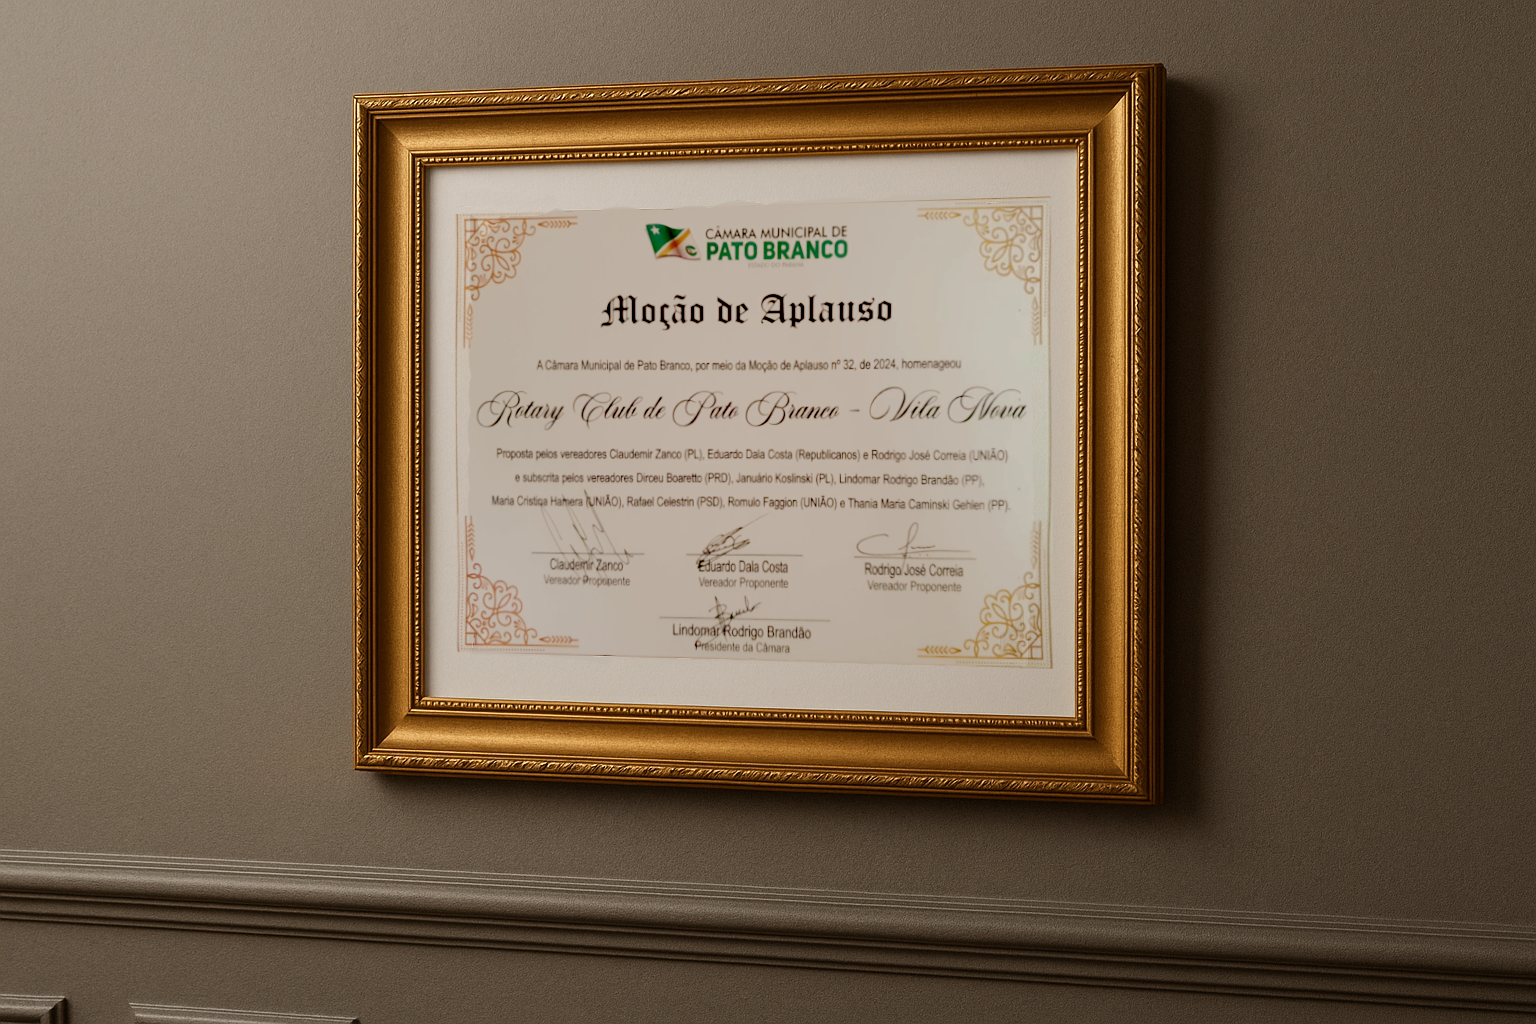 CÂMARA MUNICIPAL DE
PATO BRANCO
ESTADO DO PARANÁ
Moção de Aplauso
A Câmara Municipal de Pato Branco, por meio da Moção de Aplauso nº 32, de 2024, homenageou
Rotary Club de Pato Branco - Vila Nova
Proposta pelos vereadores Claudemir Zanco (PL), Eduardo Dala Costa (Republicanos) e Rodrigo José Correia (UNIÃO)
e subscrita pelos vereadores Dirceu Boaretto (PRD), Januário Koslinski (PL), Lindomar Rodrigo Brandão (PP),
Maria Cristina Hamera (UNIÃO), Rafael Celestrin (PSD), Romulo Faggion (UNIÃO) e Thania Maria Caminski Gehlen (PP).
Claudemir Zanco
Vereador Proponente
Eduardo Dala Costa
Vereador Proponente
Rodrigo José Correia
Vereador Proponente
Lindomar Rodrigo Brandão
Presidente da Câmara